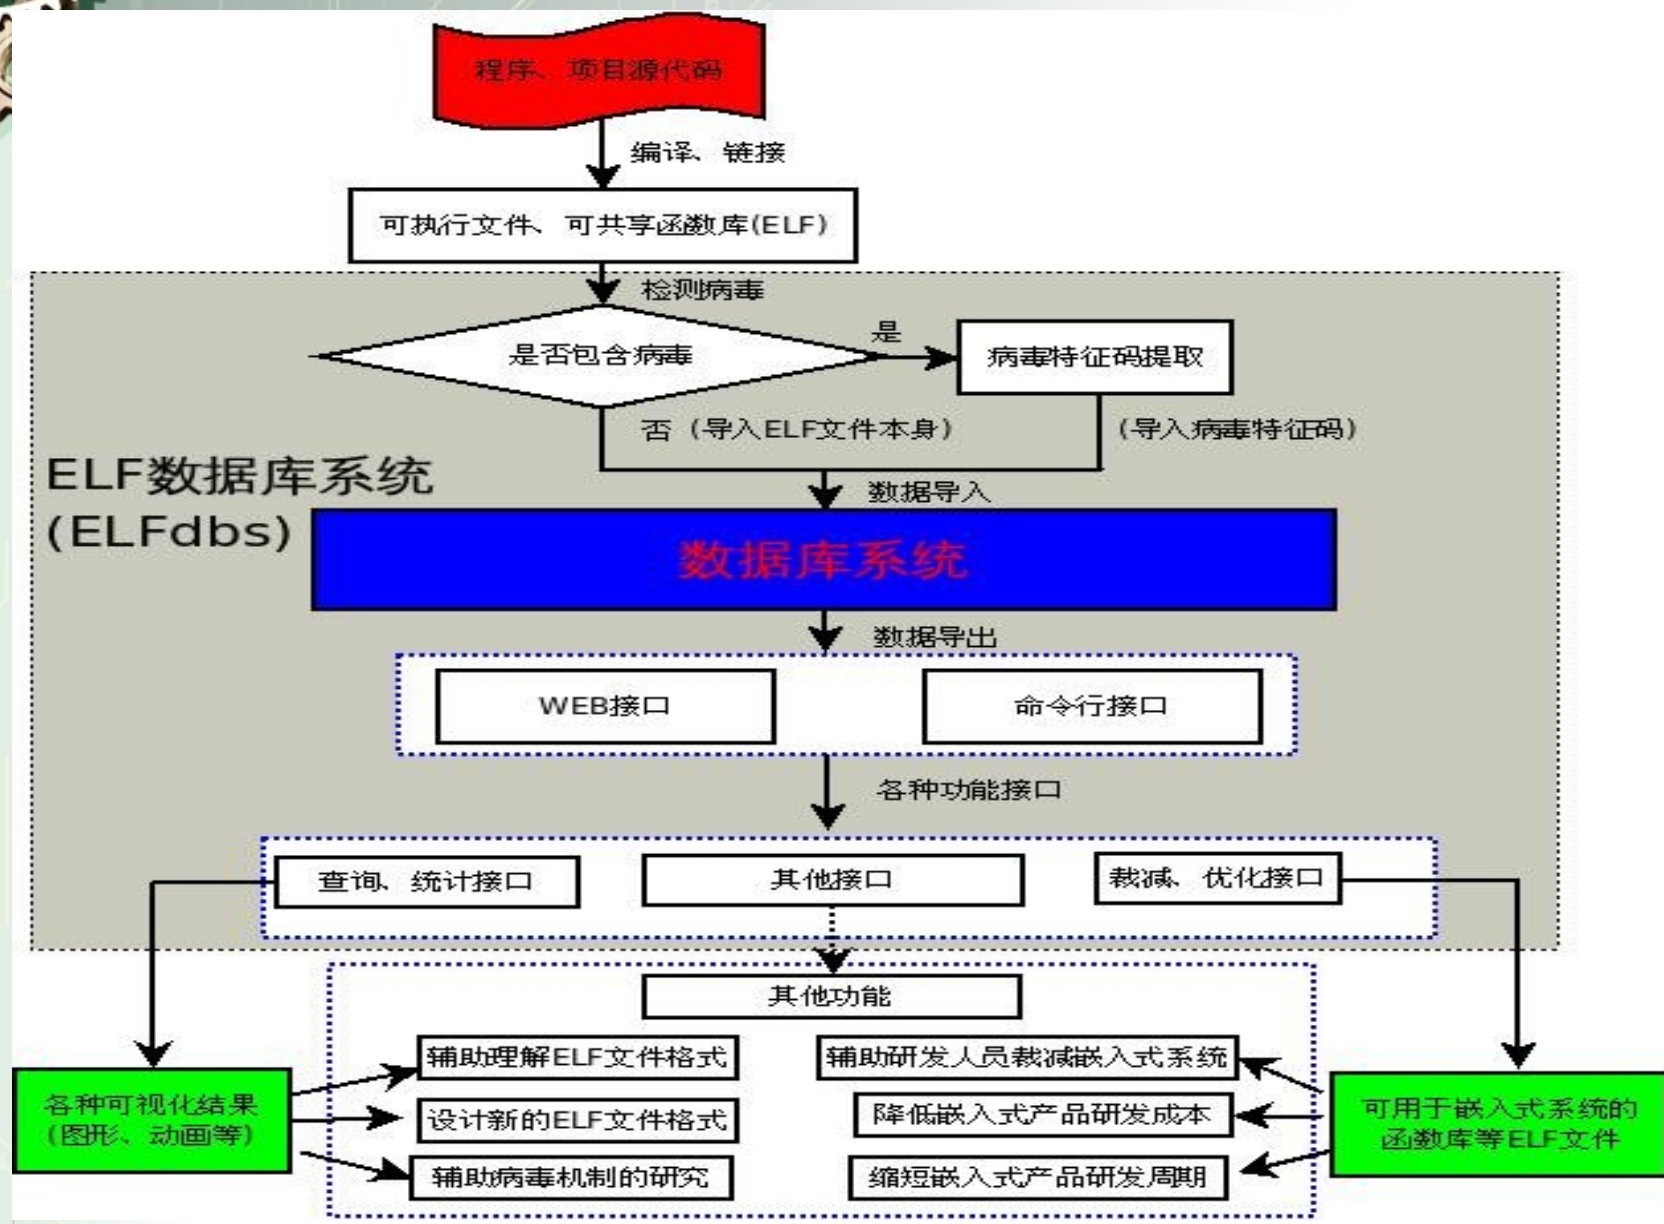 程序、项目源代码
编译、链接
可执行文件、可共享函数库(ELF)
检测病毒
是否包含病毒
是
病毒特征码提取
否（导入ELF文件本身）
（导入病毒特征码）
ELF数据库系统
(ELFdbs)
数据导入
数据库系统
数据导出
WEB接口
命令行接口
各种功能接口
查询、统计接口
其他接口
裁减、优化接口
其他功能
辅助理解ELF文件格式
辅助研发人员裁减嵌入式系统
各种可视化结果
(图形、动画等)
设计新的ELF文件格式
降低嵌入式产品研发成本
可用于嵌入式系统的
函数库等ELF文件
辅助病毒机制的研究
缩短嵌入式产品研发周期